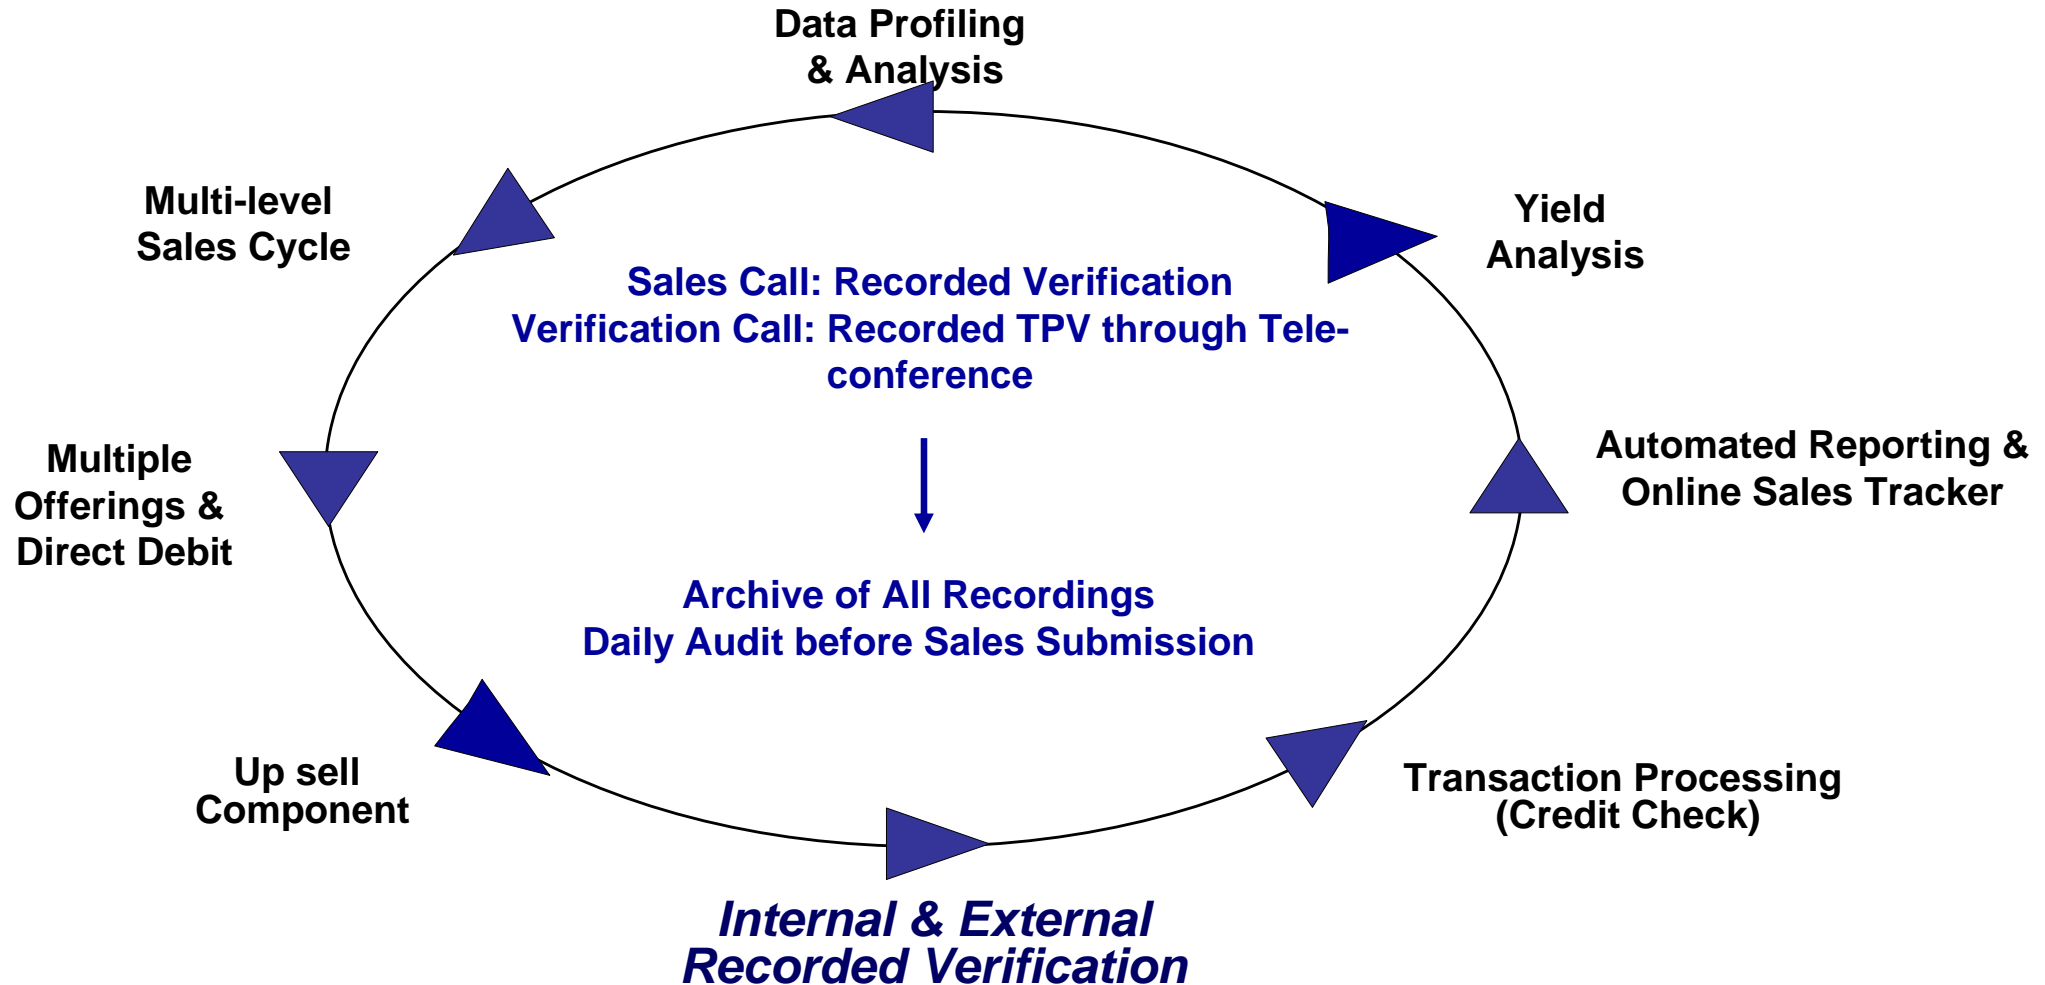 Data Profiling
& Analysis
Multi-level
Sales Cycle
Yield
Analysis
Sales Call: Recorded Verification
Verification Call: Recorded TPV through Tele-
conference
Multiple
Offerings &
Direct Debit
Automated Reporting &
Online Sales Tracker
Archive of All Recordings
Daily Audit before Sales Submission
Up sell
Component
Transaction Processing
(Credit Check)
Internal & External
Recorded Verification